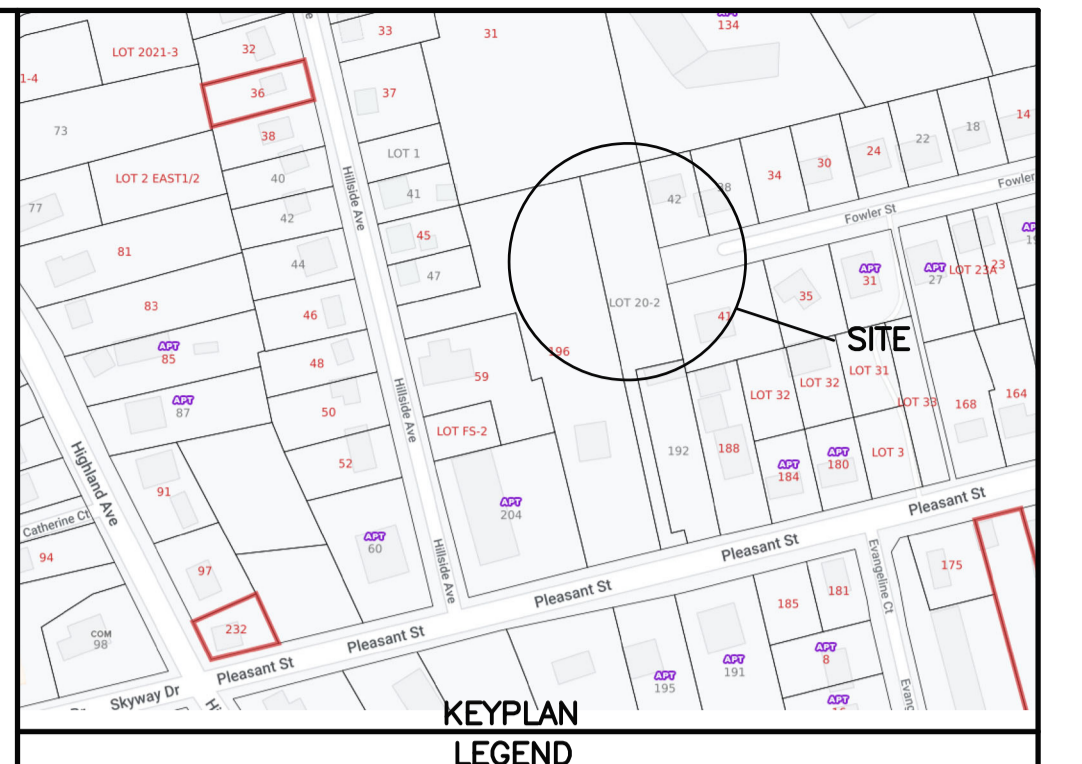 134
33
31
32
LOT 2021-3
1-4
36
37
14
18
22
24
30
34
38
73
38
LOT 1
40
LOT 2 EAST1/2
41
42
Hillside Ave
Fowler
Fowler St
77
42
45
81
44
47
APT
31
APT
27
LOT 23A
23
35
83
46
LOT 20-2
41
SITE
APT
85
48
196
59
LOT 31
LOT 32
LOT 32
LOT 33
168
164
APT
87
50
Hillside Ave
LOT FS-2
188
192
LOT 3
52
APT
184
APT
180
Highland Ave
91
APT
204
Pleasant St
Catherine Ct
94
APT
60
Hillside Ave
Pleasant St
Evangeline Ct
175
97
Pleasant St
185
181
232
Pleasant St
APT
8
COM
98
APT
195
APT
191
Pleasant St
Skyway Dr
APT
KEYPLAN
LEGEND